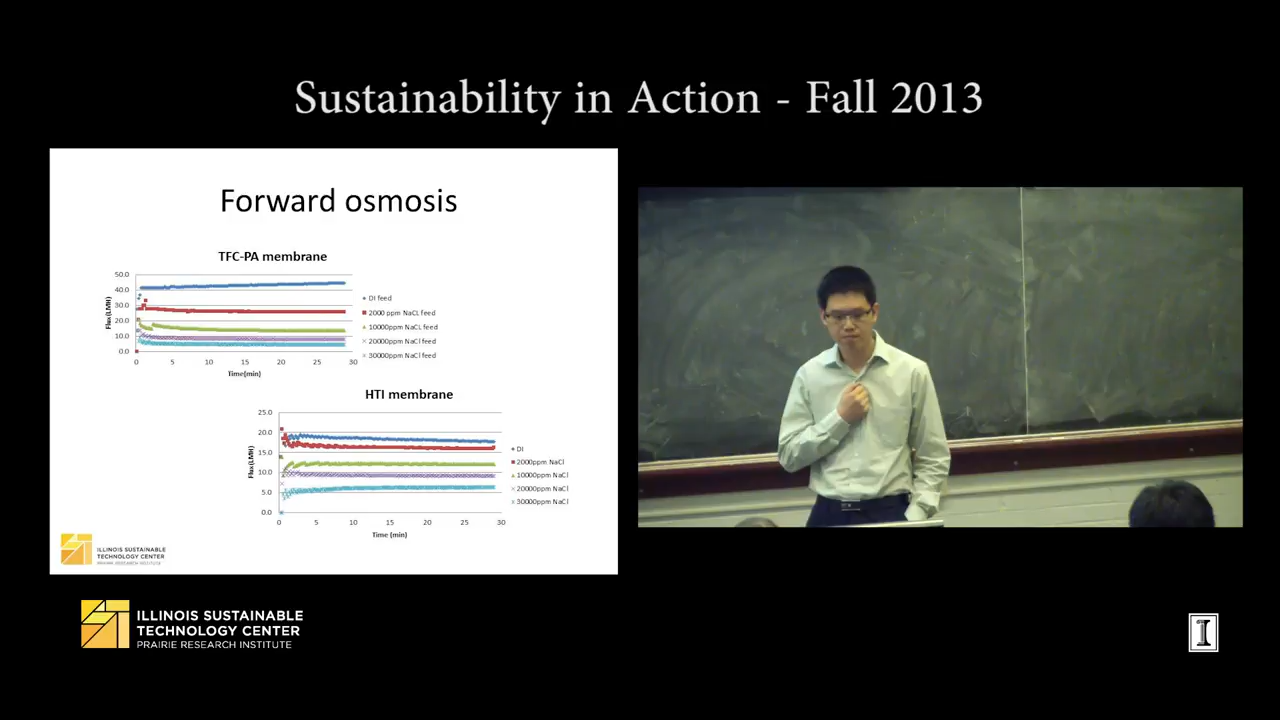 Sustainability in Action - Fall 2013
Forward osmosis
TFC-PA membrane
Flux(LMH)
50.0
40.0
30.0
20.0
10.0
0.0
0 5 10 15 20 25 30
Time(min)
DI feed
2000 ppm NaCL feed
10000ppm NaCl feed
20000ppm NaCl feed
30000ppm NaCl feed
HTI membrane
Flux(LMH)
25.0
20.0
15.0
10.0
5.0
0.0
0 5 10 15 20 25 30
Time (min)
DI
2000ppm NaCl
10000ppm NaCl
20000ppm NaCl
30000ppm NaCl
ILLINOIS SUSTAINABLE
TECHNOLOGY CENTER
PRAIRIE RESEARCH INSTITUTE
ILLINOIS SUSTAINABLE
TECHNOLOGY CENTER
PRAIRIE RESEARCH INSTITUTE
I